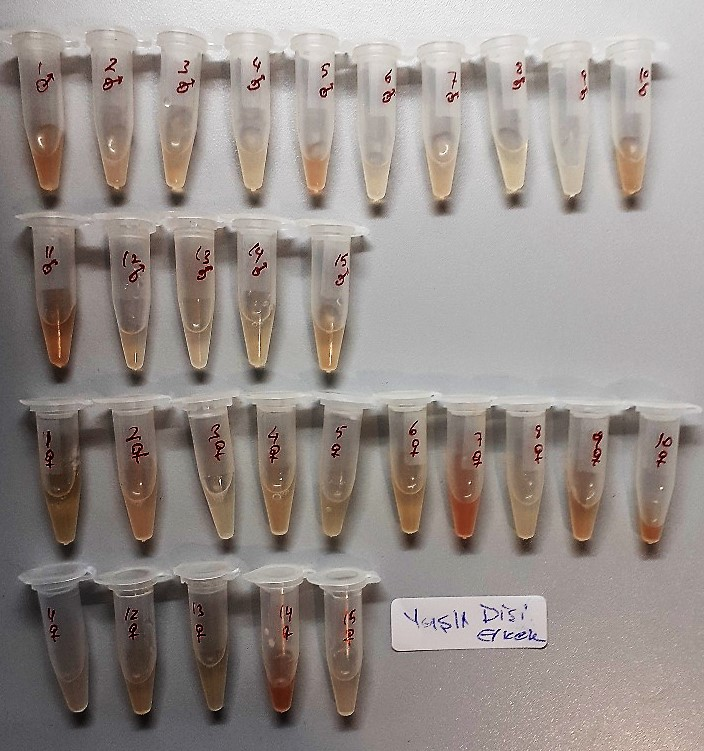 1 2 3 4 5 6 7 8 9 10
♂ ♂ ♂ ♂ ♂ ♂ ♂ ♂ ♂ ♂
11 12 13 14 15
♂ ♂ ♂ ♂ ♂
1 2 3 4 5 6 7 8 9 10
♀ ♀ ♀ ♀ ♀ ♀ ♀ ♀ ♀ ♀
11 12 13 14 15
♀ ♀ ♀ ♀ ♀
Yaşlı Dişi
Erkek